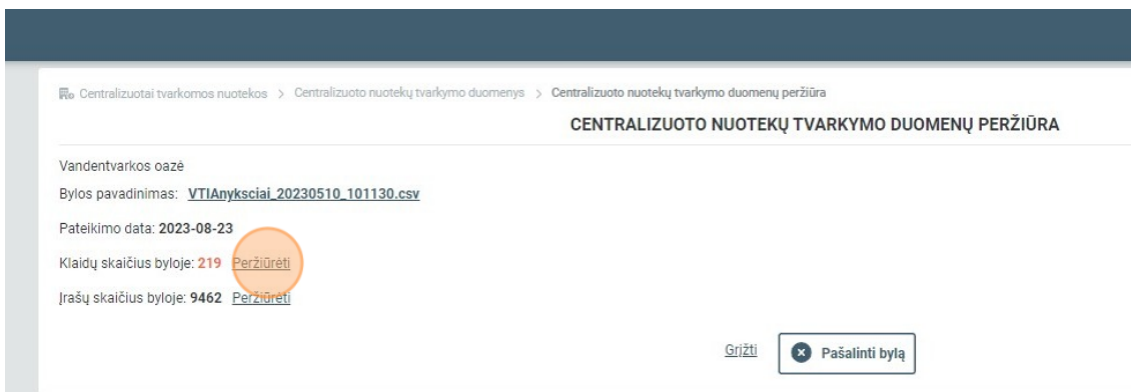 Centralizuotai tvarkomos nuotekos > Centralizuoto nuotekų tvarkymo duomenys > Centralizuoto nuotekų tvarkymo duomenų peržiūra
CENTRALIZUOTO NUOTEKŲ TVARKYMO DUOMENŲ PERŽIŪRA
Vandentvarkos oazė
Bylos pavadinimas: VTIAnyksciai_20230510_101130.csv
Pateikimo data: 2023-08-23
Klaidų skaičius byloje: 219 Peržiūrėti
Įrašų skaičius byloje: 9462 Peržiūrėti
Grįžti Pašalinti bylą